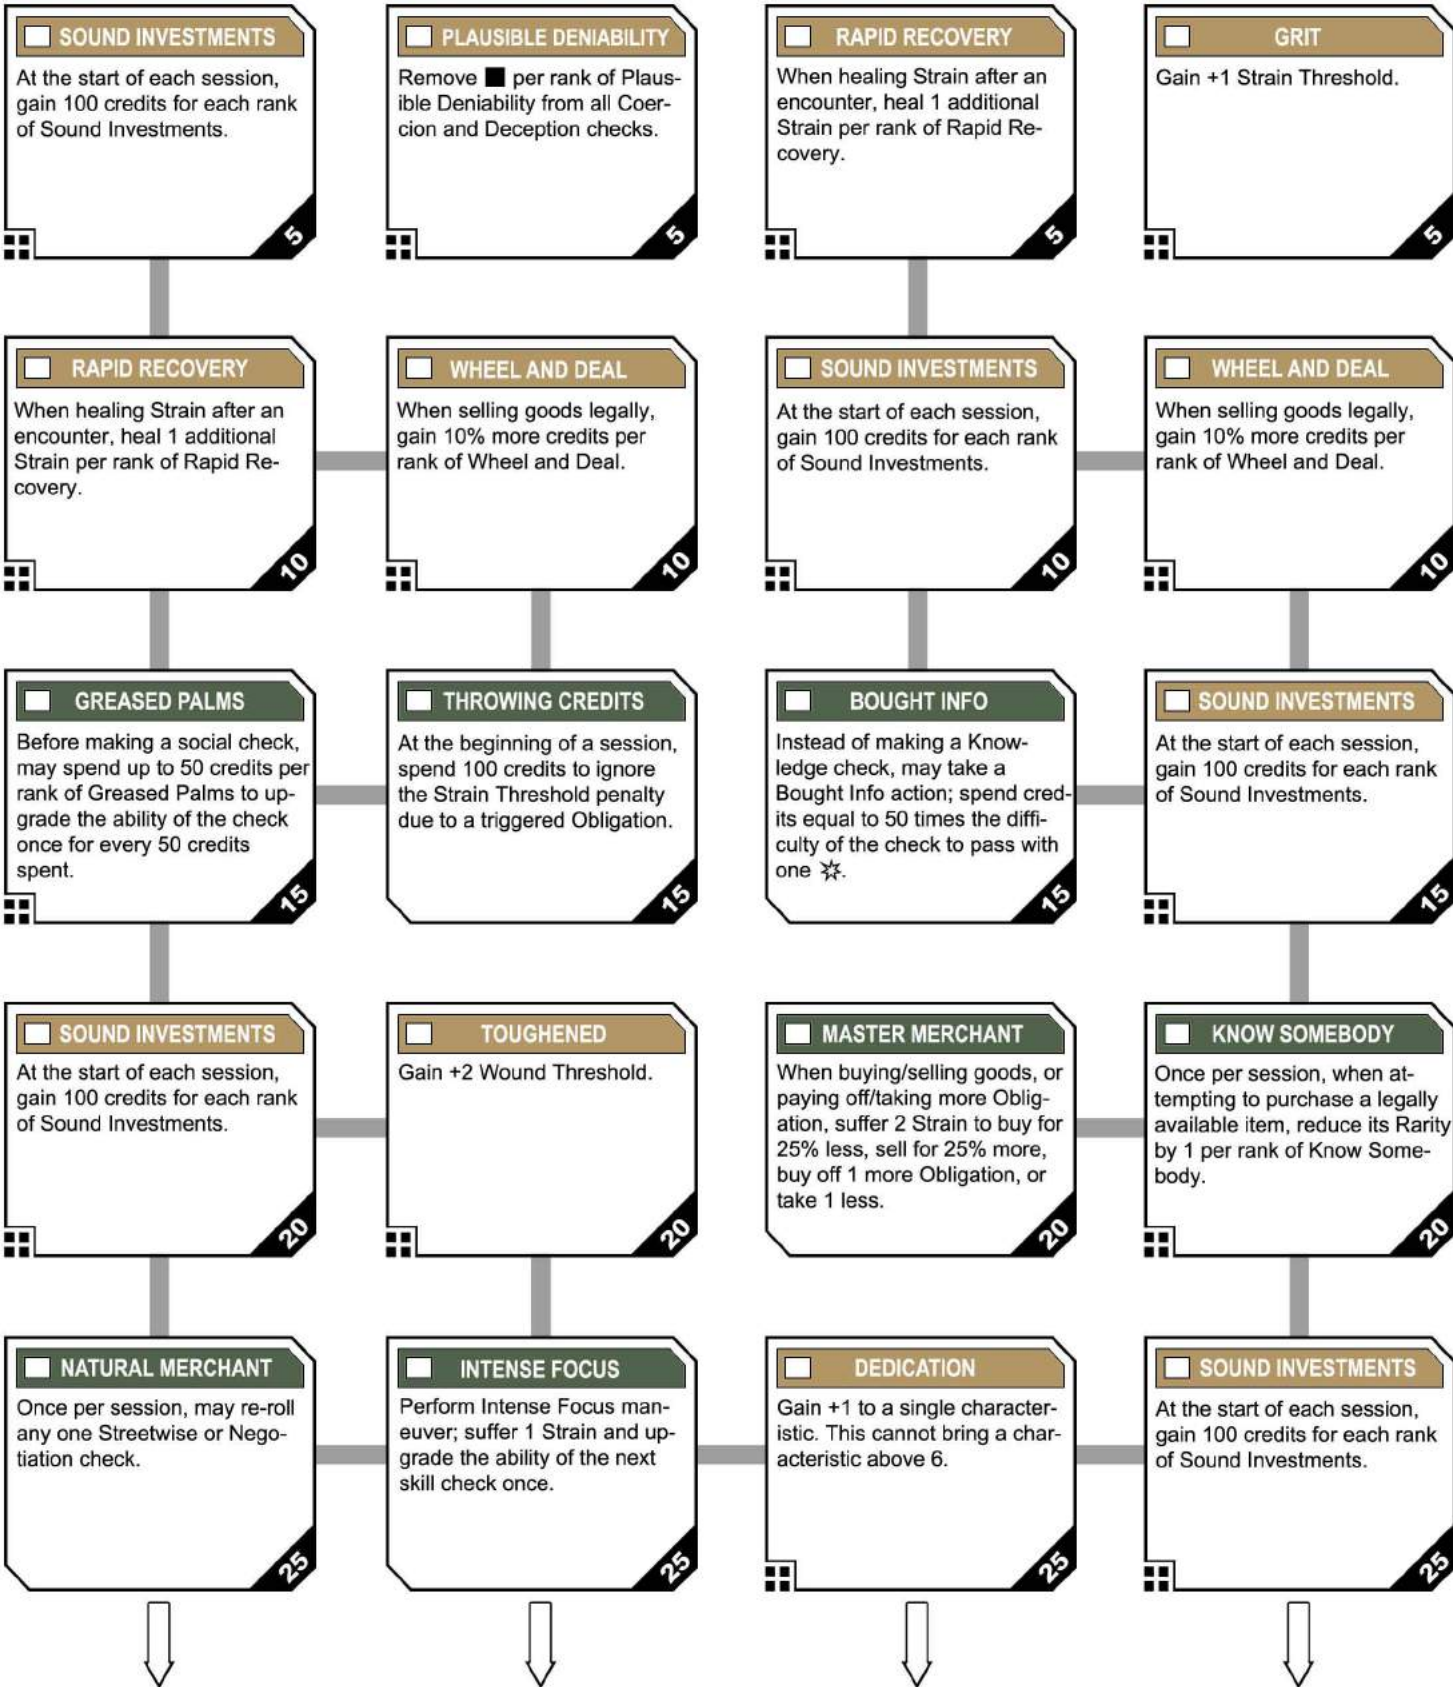 SOUND INVESTMENTS
At the start of each session,
gain 100 credits for each rank
of Sound Investments.
5
PLAUSIBLE DENIABILITY
Remove ■ per rank of Plaus-
ible Deniability from all Coer-
cion and Deception checks.
5
RAPID RECOVERY
When healing Strain after an
encounter, heal 1 additional
Strain per rank of Rapid Re-
covery.
5
GRIT
Gain +1 Strain Threshold.
5
RAPID RECOVERY
When healing Strain after an
encounter, heal 1 additional
Strain per rank of Rapid Re-
covery.
10
WHEEL AND DEAL
When selling goods legally,
gain 10% more credits per
rank of Wheel and Deal.
10
SOUND INVESTMENTS
At the start of each session,
gain 100 credits for each rank
of Sound Investments.
10
WHEEL AND DEAL
When selling goods legally,
gain 10% more credits per
rank of Wheel and Deal.
10
GREASED PALMS
Before making a social check,
may spend up to 50 credits per
rank of Greased Palms to up-
grade the ability of the check
once for every 50 credits
spent.
15
THROWING CREDITS
At the beginning of a session,
spend 100 credits to ignore
the Strain Threshold penalty
due to a triggered Obligation.
15
BOUGHT INFO
Instead of making a Know-
ledge check, may take a
Bought Info action; spend cred-
its equal to 50 times the diffi-
culty of the check to pass with
one ✲.
15
SOUND INVESTMENTS
At the start of each session,
gain 100 credits for each rank
of Sound Investments.
15
SOUND INVESTMENTS
At the start of each session,
gain 100 credits for each rank
of Sound Investments.
20
TOUGHENED
Gain +2 Wound Threshold.
20
MASTER MERCHANT
When buying/selling goods, or
paying off/taking more Oblig-
ation, suffer 2 Strain to buy for
25% less, sell for 25% more,
buy off 1 more Obligation, or
take 1 less.
20
KNOW SOMEBODY
Once per session, when at-
tempting to purchase a legally
available item, reduce its Rarity
by 1 per rank of Know Some-
body.
20
NATURAL MERCHANT
Once per session, may re-roll
any one Streetwise or Nego-
tiation check.
25
INTENSE FOCUS
Perform Intense Focus man-
euver; suffer 1 Strain and up-
grade the ability of the next
skill check once.
25
DEDICATION
Gain +1 to a single character-
istic. This cannot bring a char-
acteristic above 6.
25
SOUND INVESTMENTS
At the start of each session,
gain 100 credits for each rank
of Sound Investments.
25